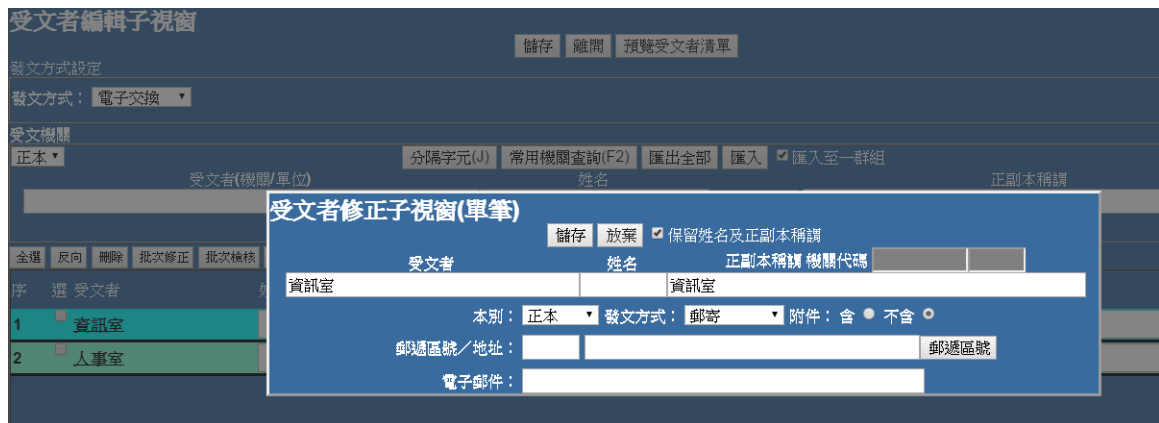 受文者編輯子視窗
儲存 離開 預覽受文者清單
發文方式設定
發文方式： 電子交換
受文機關
正本 分隔字元(J) 常用機關查詢(F2) 匯出全部 匯入 匯入至一群組
受文者(機關/單位) 姓名 正副本稱謂
受文者修正子視窗(單筆)
儲存 放棄 保留姓名及正副本稱謂
全選 反向 刪除 批次修正 批次檢核
受文者 姓名 正副本稱謂 機關代碼
序 選 受文者
資訊室 資訊室
1 資訊室
本別： 正本 發文方式： 郵寄 附件： 含 不含
2 人事室
郵遞區號／地址： 郵遞區號
電子郵件：